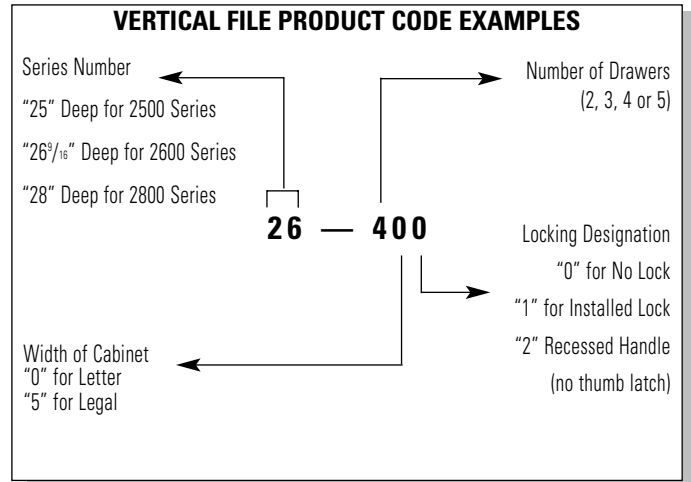 VERTICAL FILE PRODUCT CODE EXAMPLES
Series Number
“25” Deep for 2500 Series
“26⁹/₁₆” Deep for 2600 Series
“28” Deep for 2800 Series
Number of Drawers
(2, 3, 4 or 5)
26 — 400
Locking Designation
“0” for No Lock
“1” for Installed Lock
“2” Recessed Handle
(no thumb latch)
Width of Cabinet
“0” for Letter
“5” for Legal